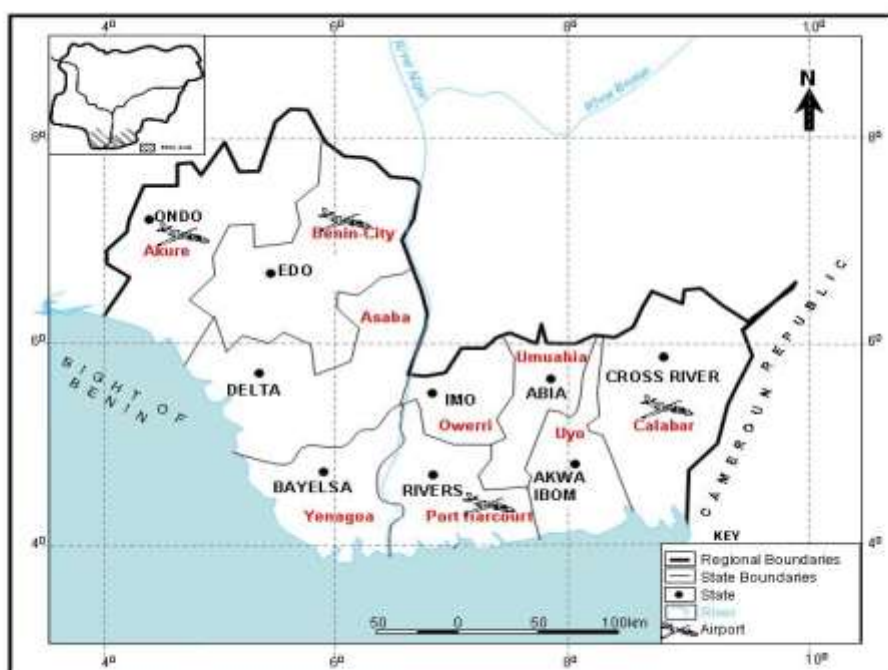 4° 6° 8° 10°
River Niger
River Benue
N
8° 8°
ONDO
Akure
Benin-City
EDO
Asaba
6° 6°
BIGHT OF
BENIN
DELTA
IMO
Owerri
Umuahia
ABIA
CROSS RIVER
Calabar
Uyo
AKWA
IBOM
BAYELSA
Yenagoa
RIVERS
Port Harcourt
CAMEROUN REPUBLIC
4° 4°
KEY
Regional Boundaries
State Boundaries
State
River
Airport
50 0 50 100km
4° 6° 8° 10°